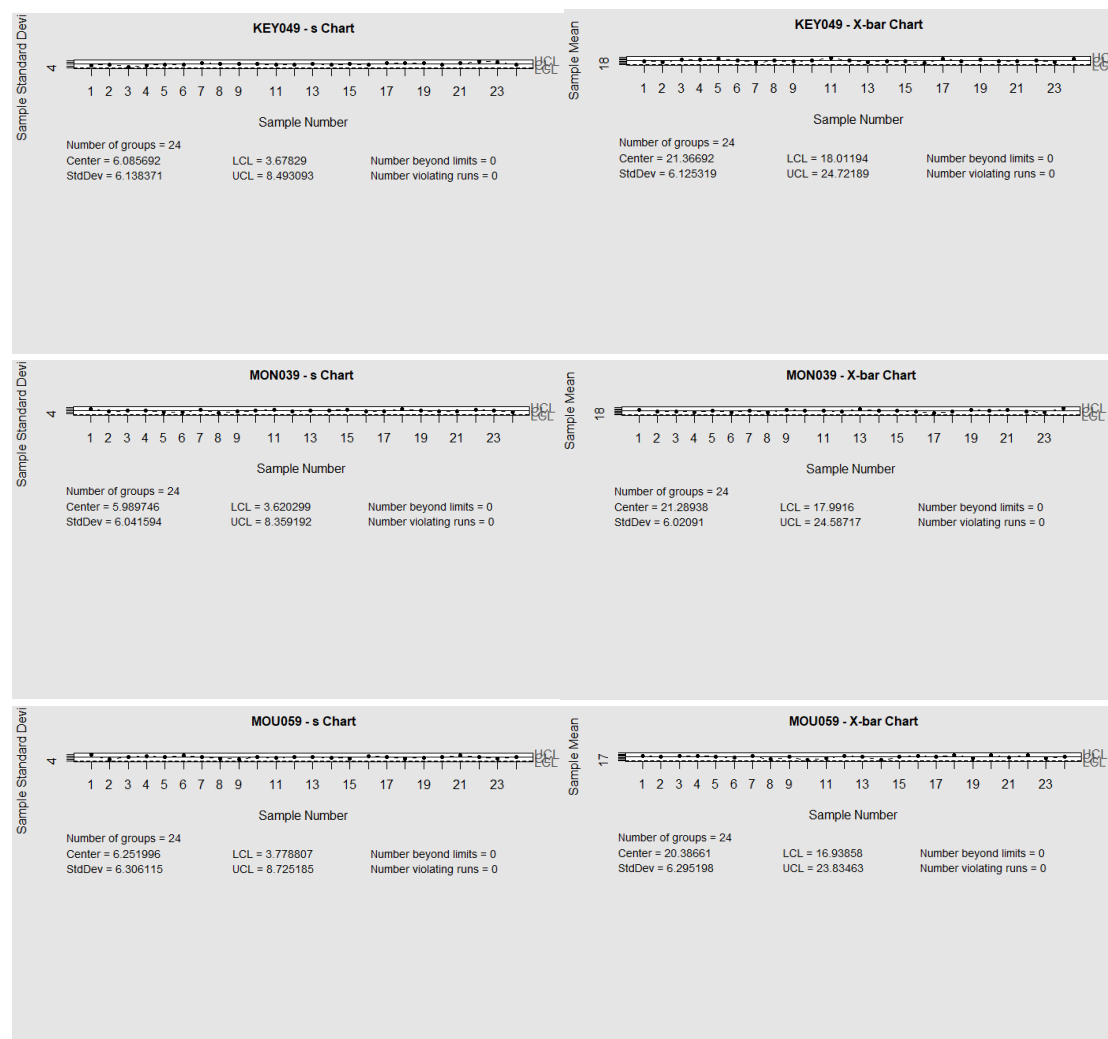 KEY049 - s Chart
Sample Standard Devi
4
UCL
LCL
1 2 3 4 5 6 7 8 9 11 13 15 17 19 21 23
Sample Number
Number of groups = 24
Center = 6.085692 LCL = 3.67829 Number beyond limits = 0
StdDev = 6.138371 UCL = 8.493093 Number violating runs = 0
KEY049 - X-bar Chart
Sample Mean
18
1 2 3 4 5 6 7 8 9 11 13 15 17 19 21 23
Sample Number
Number of groups = 24
Center = 21.36692 LCL = 18.01194 Number beyond limits = 0
StdDev = 6.125319 UCL = 24.72189 Number violating runs = 0
MON039 - s Chart
Sample Standard Devi
4
UCL
LCL
1 2 3 4 5 6 7 8 9 11 13 15 17 19 21 23
Sample Number
Number of groups = 24
Center = 5.989746 LCL = 3.620299 Number beyond limits = 0
StdDev = 6.041594 UCL = 8.359192 Number violating runs = 0
MON039 - X-bar Chart
Sample Mean
18
UCL
LCL
1 2 3 4 5 6 7 8 9 11 13 15 17 19 21 23
Sample Number
Number of groups = 24
Center = 21.28938 LCL = 17.9916 Number beyond limits = 0
StdDev = 6.02091 UCL = 24.58717 Number violating runs = 0
MOU059 - s Chart
Sample Standard Devi
4
UCL
LCL
1 2 3 4 5 6 7 8 9 11 13 15 17 19 21 23
Sample Number
Number of groups = 24
Center = 6.251996 LCL = 3.778807 Number beyond limits = 0
StdDev = 6.306115 UCL = 8.725185 Number violating runs = 0
MOU059 - X-bar Chart
Sample Mean
17
UCL
LCL
1 2 3 4 5 6 7 8 9 11 13 15 17 19 21 23
Sample Number
Number of groups = 24
Center = 20.38661 LCL = 16.93858 Number beyond limits = 0
StdDev = 6.295198 UCL = 23.83463 Number violating runs = 0